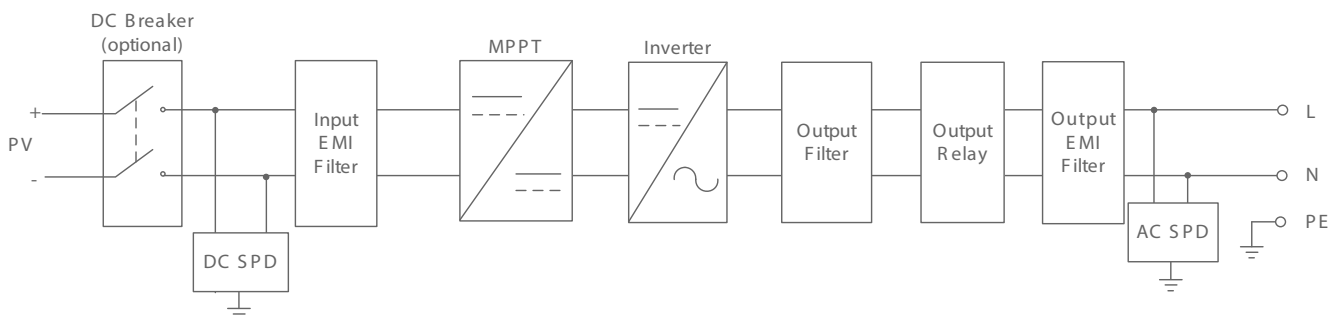 DC Breaker
(optional)
MPPT
Inverter
+
PV
-
Input
EMI
Filter
Output
Filter
Output
Relay
Output
EMI
Filter
L
N
PE
DC SPD
AC SPD